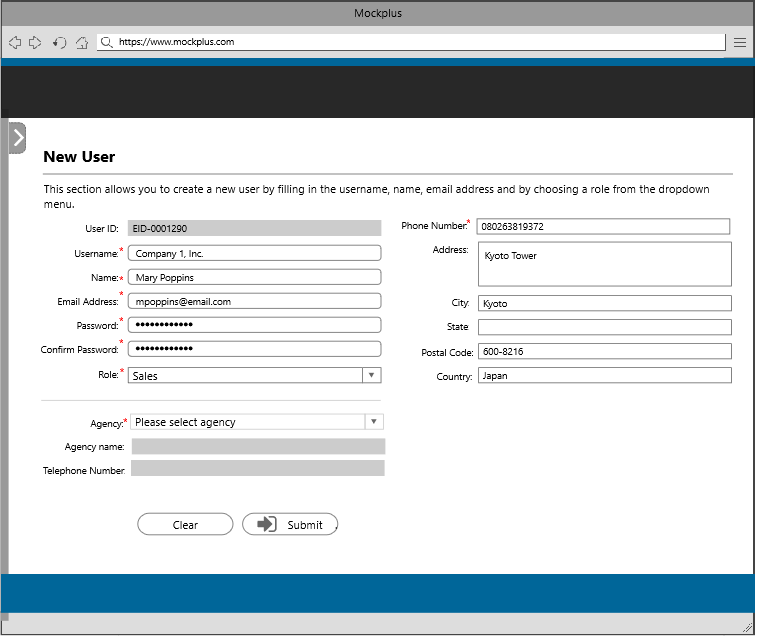 Mockplus
https://www.mockplus.com
New User
This section allows you to create a new user by filling in the username, name, email address and by choosing a role from the dropdown
menu.
User ID: EID-0001290
Username:* Company 1, Inc.
Name:* Mary Poppins
Email Address:* mpoppins@email.com
Password:* ••••••••••••
Confirm Password:* ••••••••••••
Role:* Sales
Agency:* Please select agency
Agency name:
Telephone Number
Phone Number:* 080263819372
Address: Kyoto Tower
City: Kyoto
State
Postal Code: 600-8216
Country: Japan
Clear
Submit